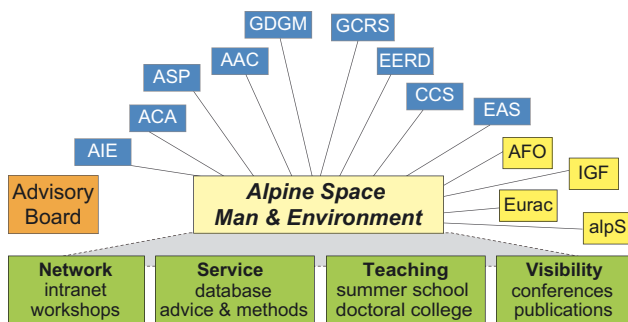 GDGM
GCRS
AAC
EERD
ASP
CCS
ACA
EAS
AIE
AFO
IGF
Eurac
alpS
Advisory
Board
Alpine Space
Man & Environment
Network
intranet
workshops
Service
database
advice & methods
Teaching
summer school
doctoral college
Visibility
conferences
publications